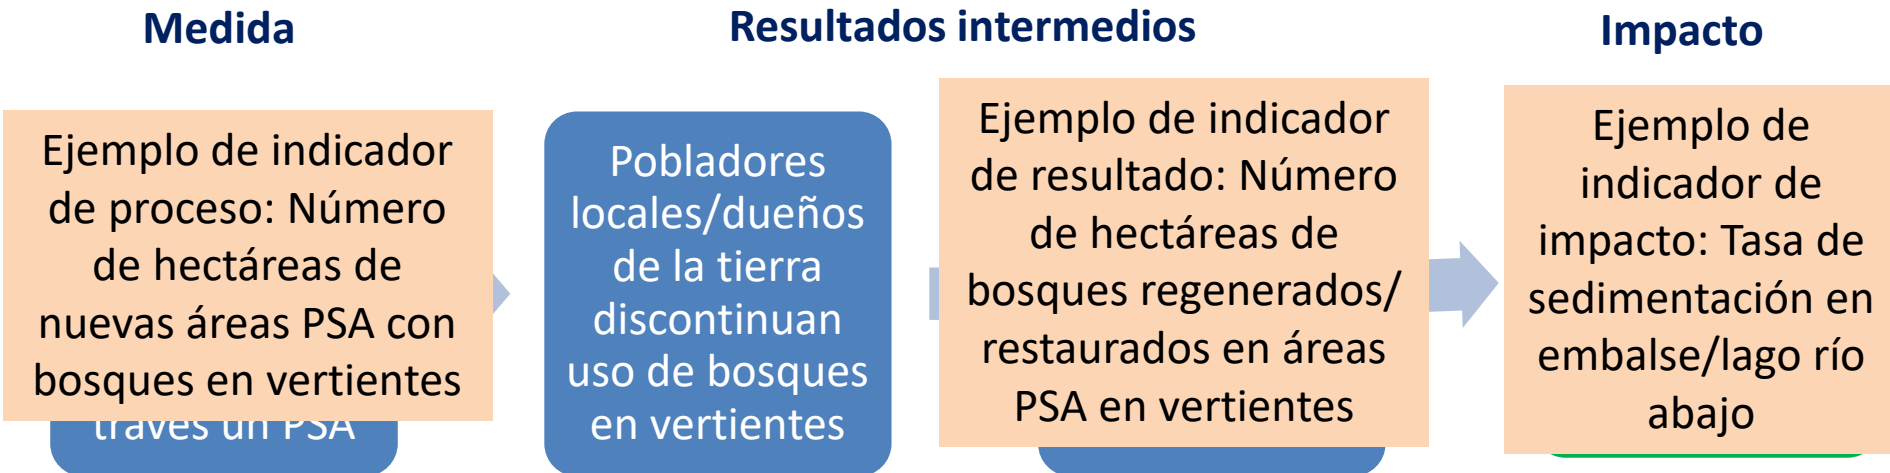 Medida
Resultados intermedios
Impacto
Ejemplo de indicador
de proceso: Número
de hectáreas de
nuevas áreas PSA con
bosques en vertientes
través un PSA
Pobladores
locales/dueños
de la tierra
discontinuan
uso de bosques
en vertientes
Ejemplo de indicador
de resultado: Número
de hectáreas de
bosques regenerados/
restaurados en áreas
PSA en vertientes
Ejemplo de
indicador de
impacto: Tasa de
sedimentación en
embalse/lago río
abajo